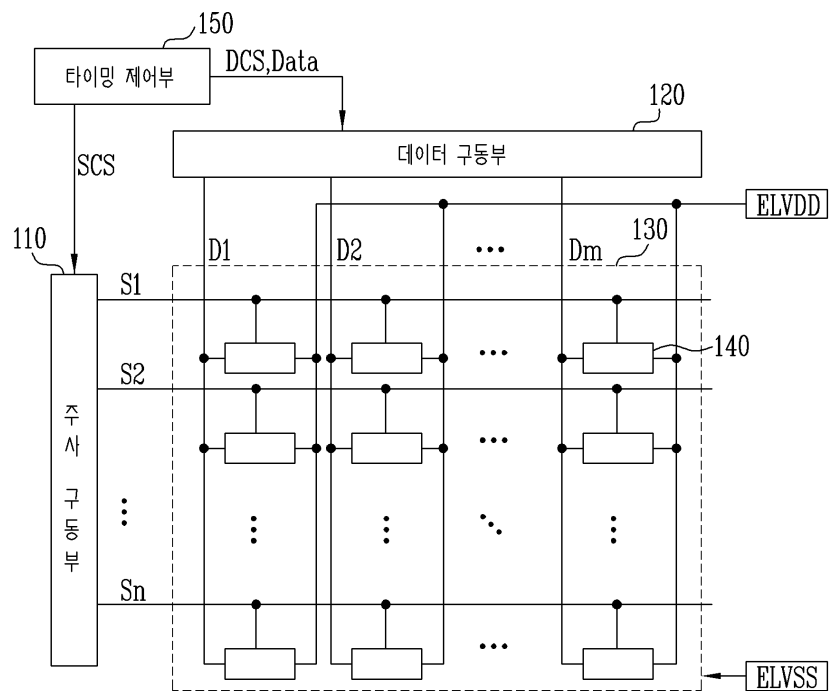 150
타이밍 제어부
DCS,Data
120
데이터 구동부
SCS
ELVDD
110
D1
D2
Dm
130
S1
140
S2
주사 구동부
Sn
ELVSS